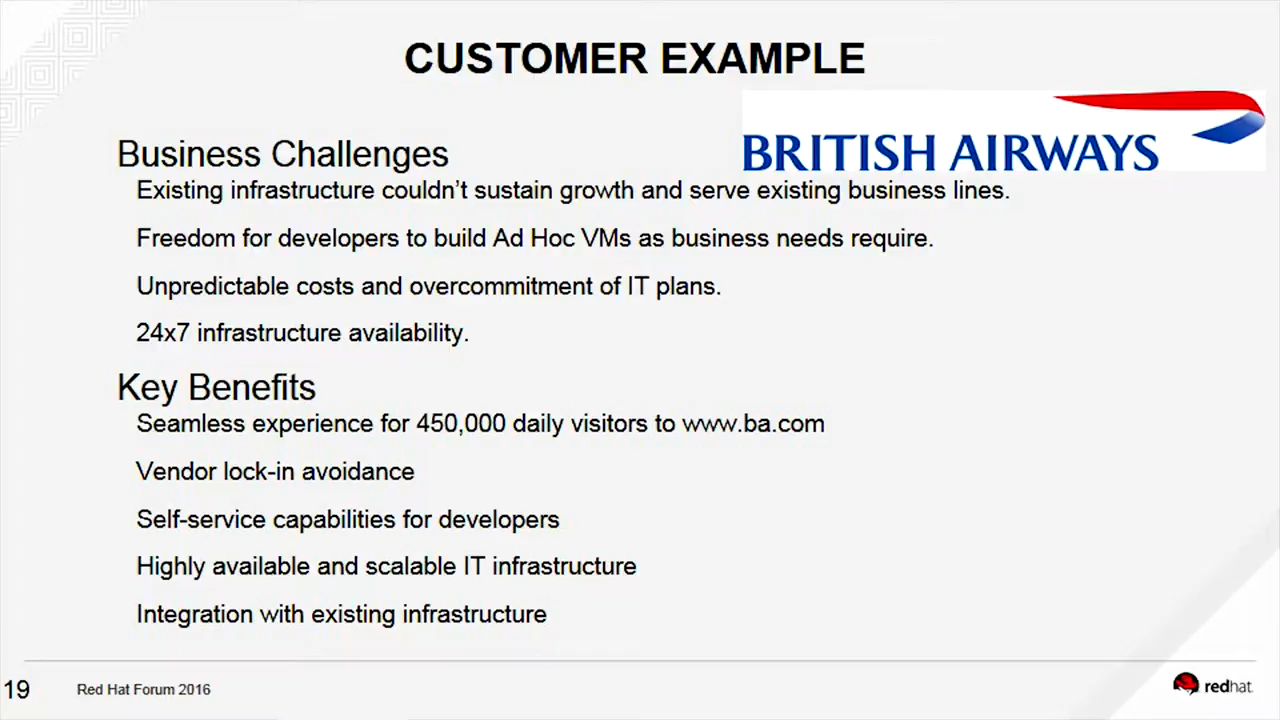 CUSTOMER EXAMPLE
BRITISH AIRWAYS
Business Challenges
Existing infrastructure couldn’t sustain growth and serve existing business lines.
Freedom for developers to build Ad Hoc VMs as business needs require.
Unpredictable costs and overcommitment of IT plans.
24x7 infrastructure availability.
Key Benefits
Seamless experience for 450,000 daily visitors to www.ba.com
Vendor lock-in avoidance
Self-service capabilities for developers
Highly available and scalable IT infrastructure
Integration with existing infrastructure
19
Red Hat Forum 2016
redhat.